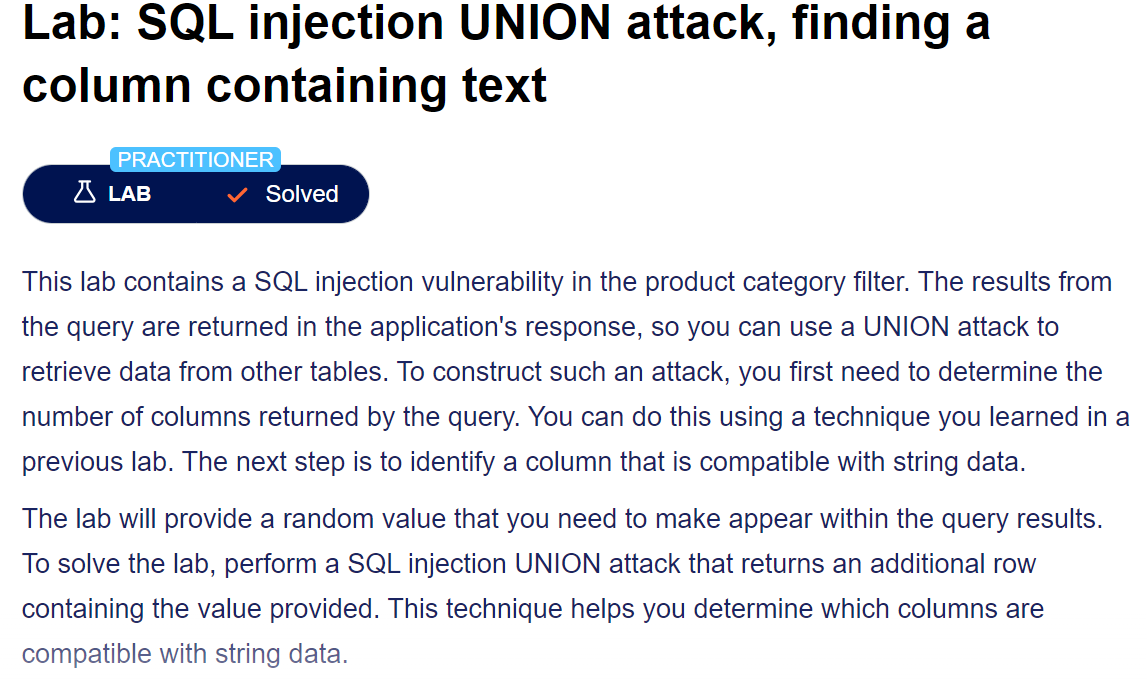 Lab: SQL injection UNION attack, finding a
column containing text
PRACTITIONER
LAB
Solved
This lab contains a SQL injection vulnerability in the product category filter. The results from
the query are returned in the application's response, so you can use a UNION attack to
retrieve data from other tables. To construct such an attack, you first need to determine the
number of columns returned by the query. You can do this using a technique you learned in a
previous lab. The next step is to identify a column that is compatible with string data.
The lab will provide a random value that you need to make appear within the query results.
To solve the lab, perform a SQL injection UNION attack that returns an additional row
containing the value provided. This technique helps you determine which columns are
compatible with string data.